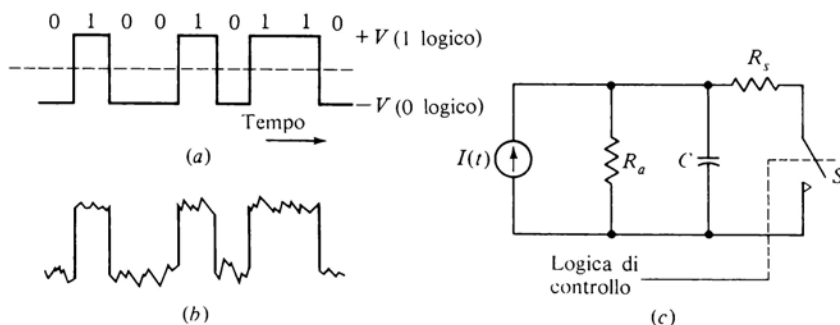 0 1 0 0 1 0 1 1 0
+V (1 logico)
−V (0 logico)
Tempo
(a)
(b)
I(t)
R_a
C
R_s
S
Logica di
controllo
(c)